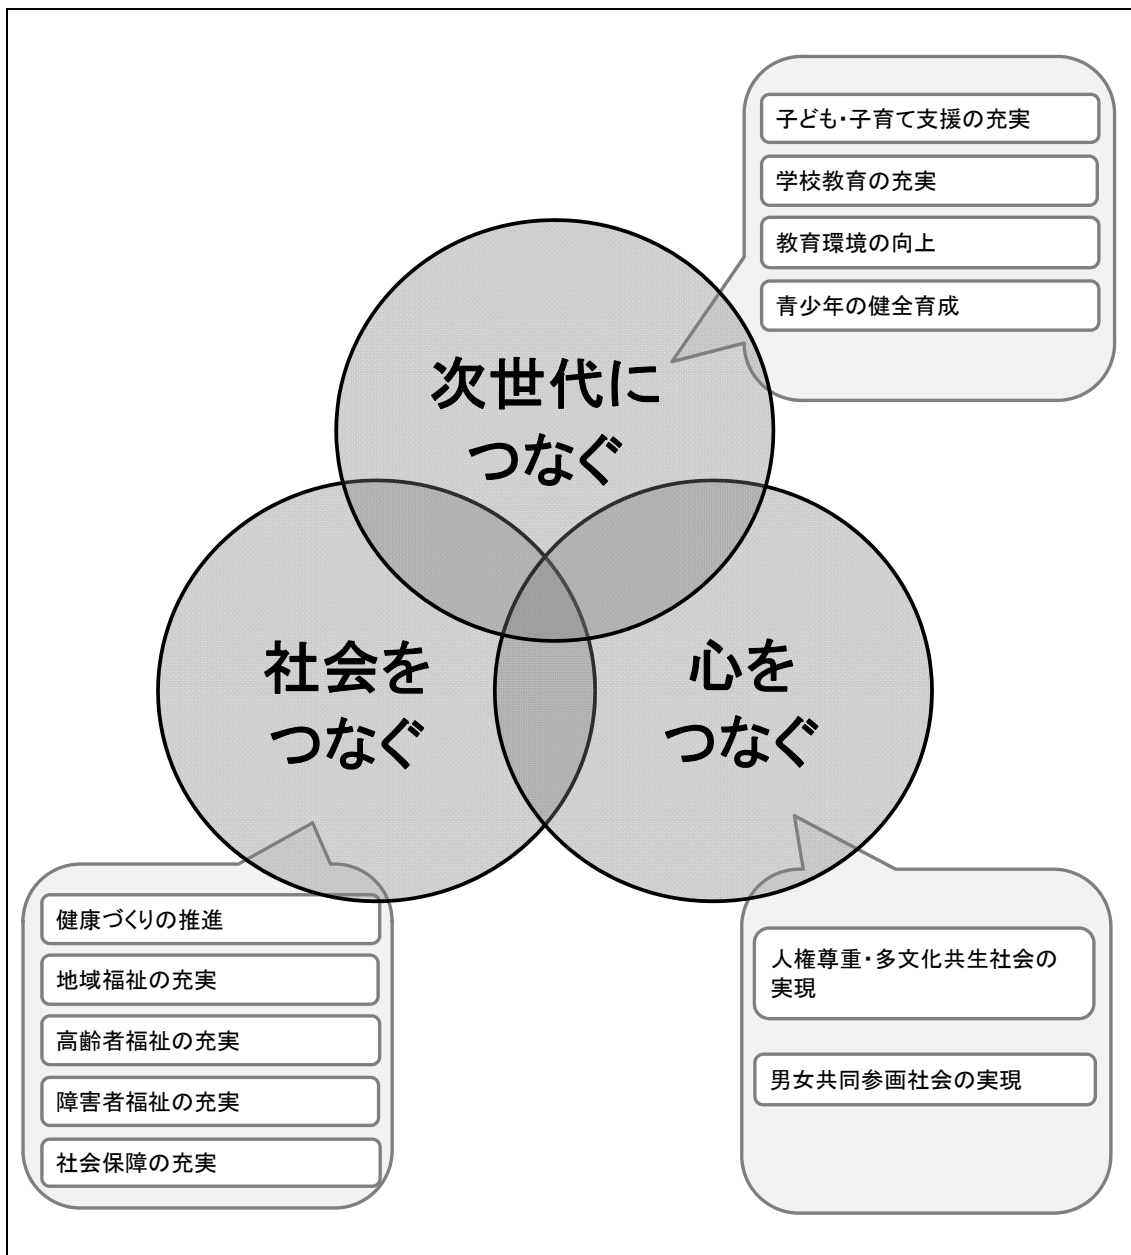 子ども・子育て支援の充実
学校教育の充実
教育環境の向上
青少年の健全育成
次世代に
つなぐ
社会を
つなぐ
心を
つなぐ
健康づくりの推進
地域福祉の充実
高齢者福祉の充実
障害者福祉の充実
社会保障の充実
人権尊重・多文化共生社会の
実現
男女共同参画社会の実現